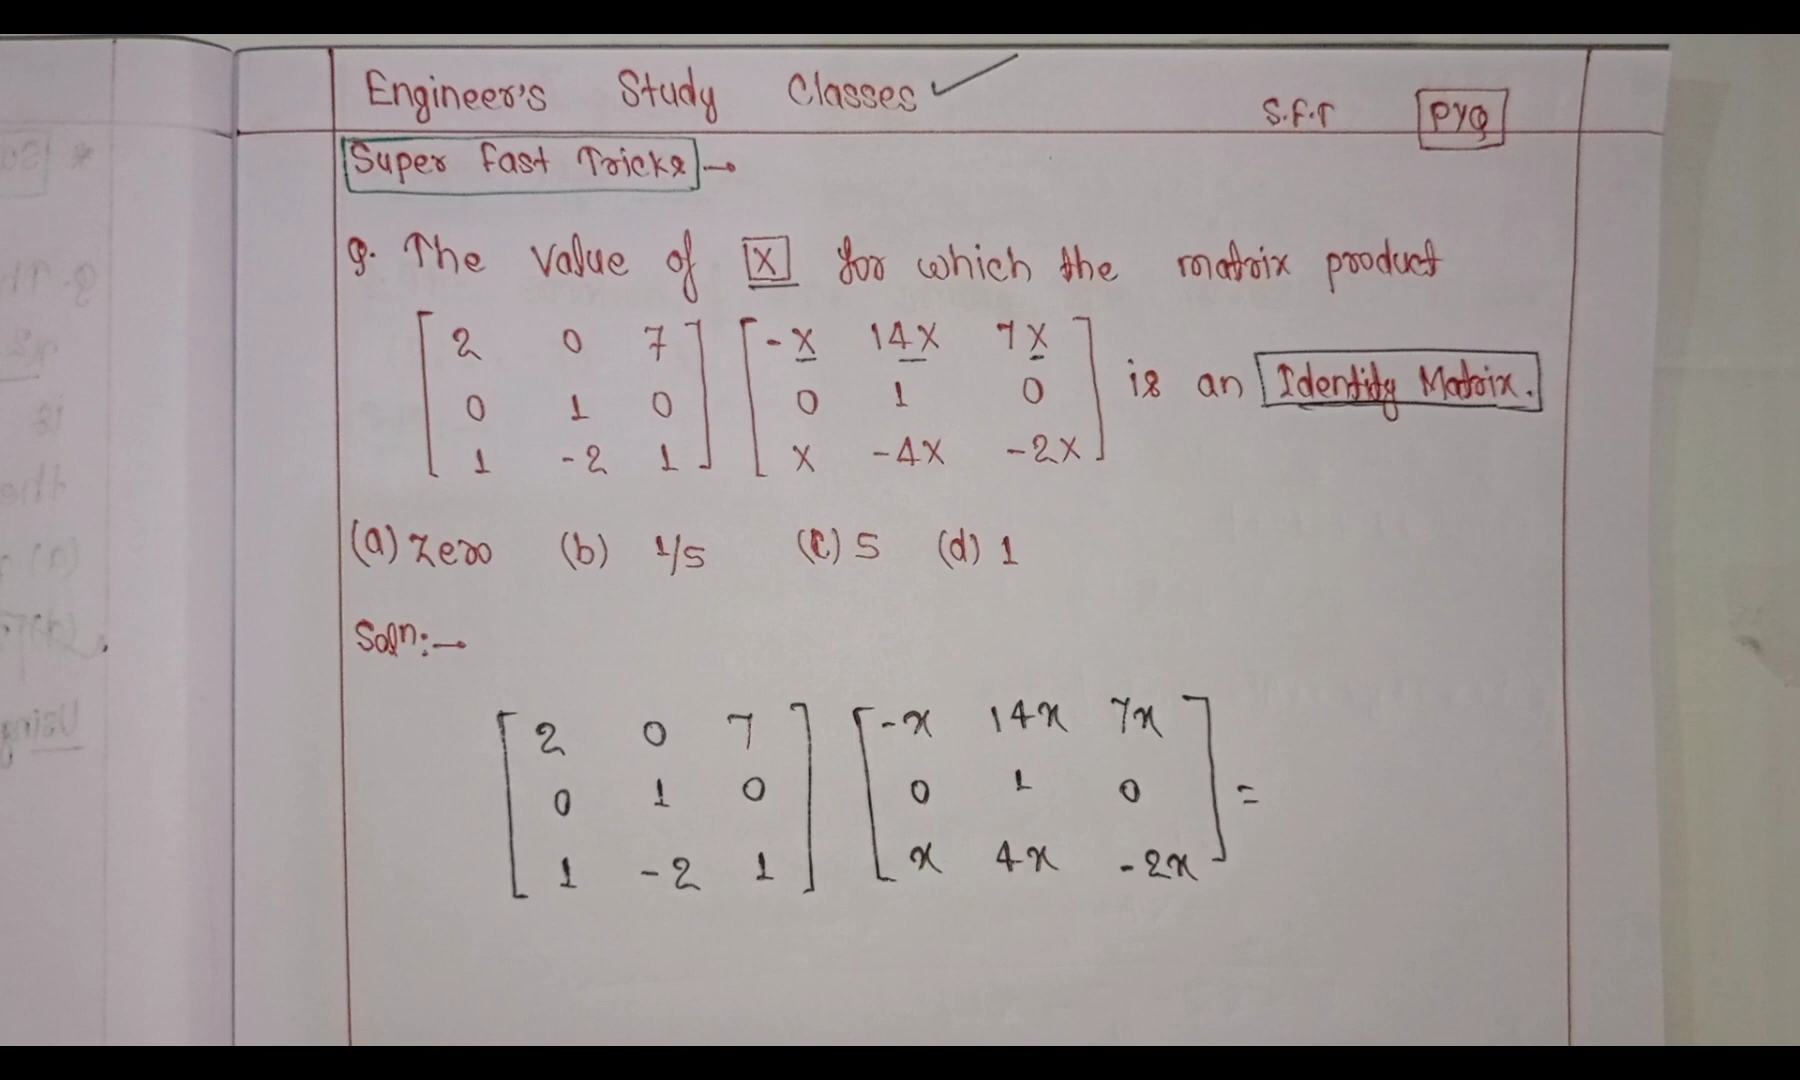 Engineer's Study Classes ✓ S.F.T PYQ
Super Fast Tricks →
Q. The Value of X for which the matrix product
[2 0 7] [-X 14X 7X]
[0 1 0] [0 1 0] is an Identity Matrix.
[1 -2 1] [X -4X -2X]
(a) Zero (b) 1/5 (c) 5 (d) 1
Soln:→
[2 0 7] [-x 14x 7x]
[0 1 0] [0 1 0] =
[1 -2 1] [x 4x -2x]
Using